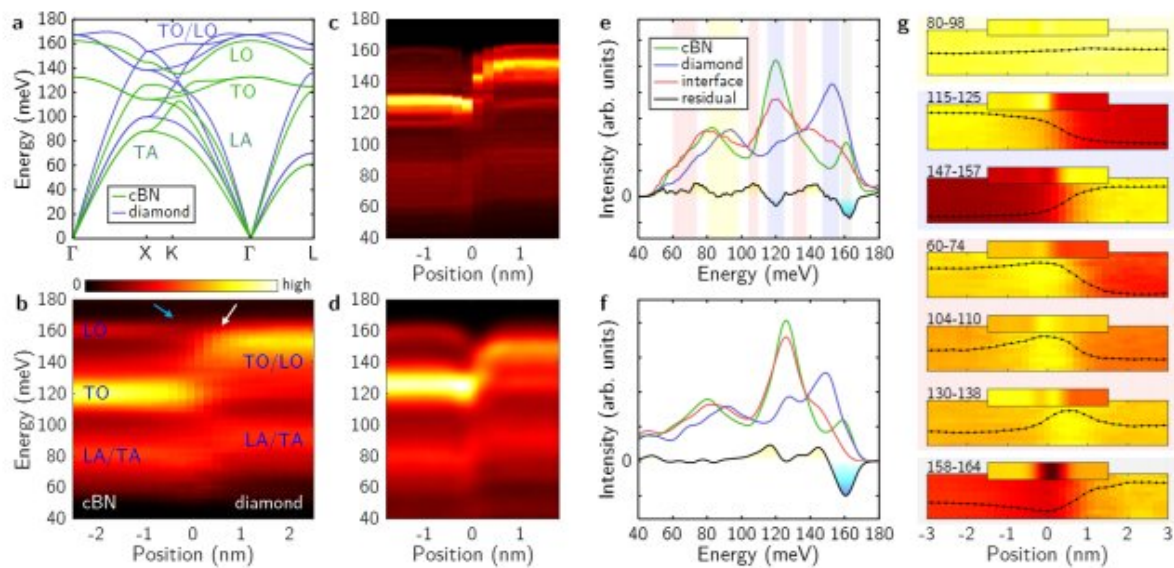 a
180
160
140
120
100
80
60
40
20
0
Energy (meV)
TO/LO
LO
TO
LA
TA
cBN
diamond
Γ X K Γ L
0 high
b
180
160
140
120
100
80
60
40
Energy (meV)
LO
TO
LA/TA
TO/LO
LA/TA
cBN diamond
-2 -1 0 1 2
Position (nm)
c
180
160
140
120
100
80
60
40
-1 0 1
Position (nm)
d
180
160
140
120
100
80
60
40
-1 0 1
Position (nm)
e
cBN
diamond
interface
residual
Intensity (arb. units)
0
40 60 80 100 120 140 160 180
Energy (meV)
f
Intensity (arb. units)
0
40 60 80 100 120 140 160 180
Energy (meV)
g
80-98
115-125
147-157
60-74
104-110
130-138
158-164
-3 -2 -1 0 1 2 3
Position (nm)